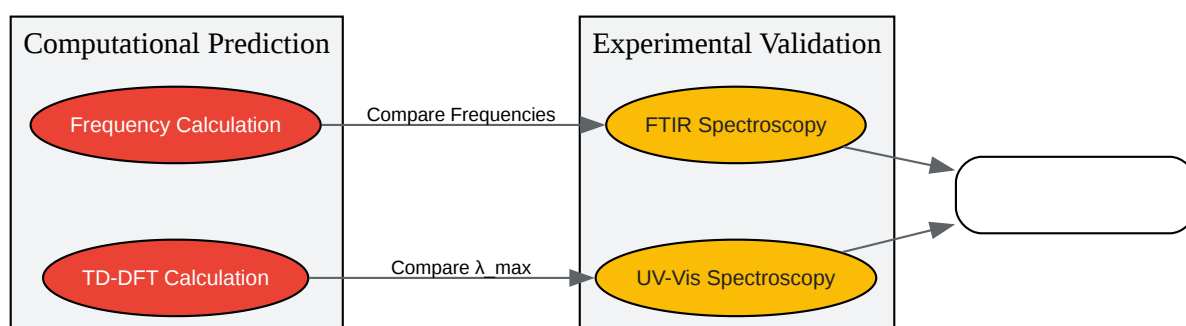 Computational Prediction
Experimental Validation
Frequency Calculation
Compare Frequencies
FTIR Spectroscopy
TD-DFT Calculation
Compare λ_max
UV-Vis Spectroscopy